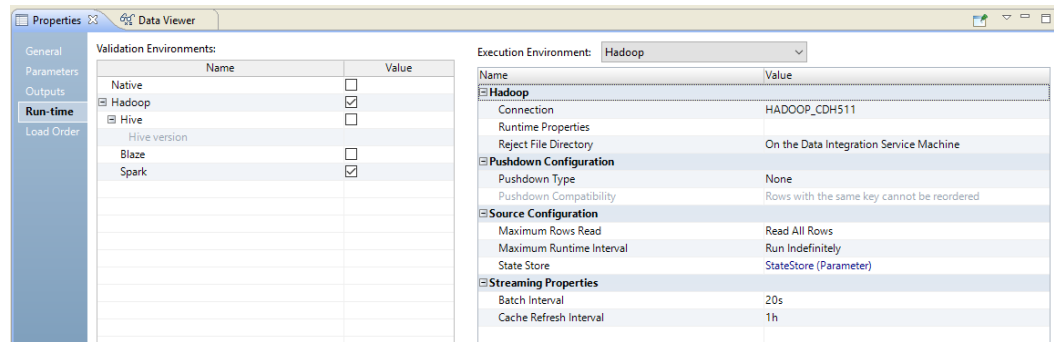 Properties
Data Viewer
General
Parameters
Outputs
Run-time
Load Order
Validation Environments:
Name Value
Native
Hadoop
Hive
Hive version
Blaze
Spark
Execution Environment: Hadoop
Name Value
Hadoop
Connection HADOOP_CDH511
Runtime Properties
Reject File Directory On the Data Integration Service Machine
Pushdown Configuration
Pushdown Type None
Pushdown Compatibility Rows with the same key cannot be reordered
Source Configuration
Maximum Rows Read Read All Rows
Maximum Runtime Interval Run Indefinitely
State Store StateStore (Parameter)
Streaming Properties
Batch Interval 20s
Cache Refresh Interval 1h